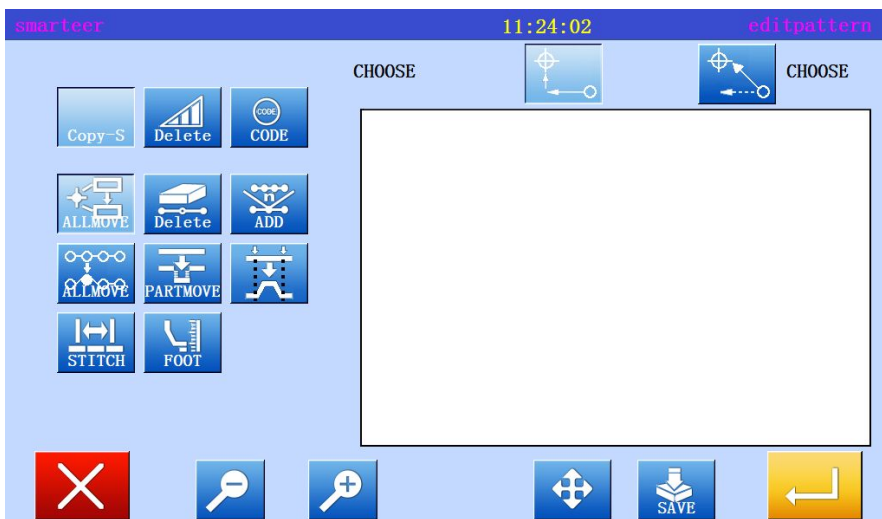 smarteer 11:24:02 editpattern
CHOOSE CHOOSE
Copy-S Delete CODE CODE
ALLMOVE Delete n ADD
ALLMOVE PARTMOVE
STITCH FOOT
SAVE